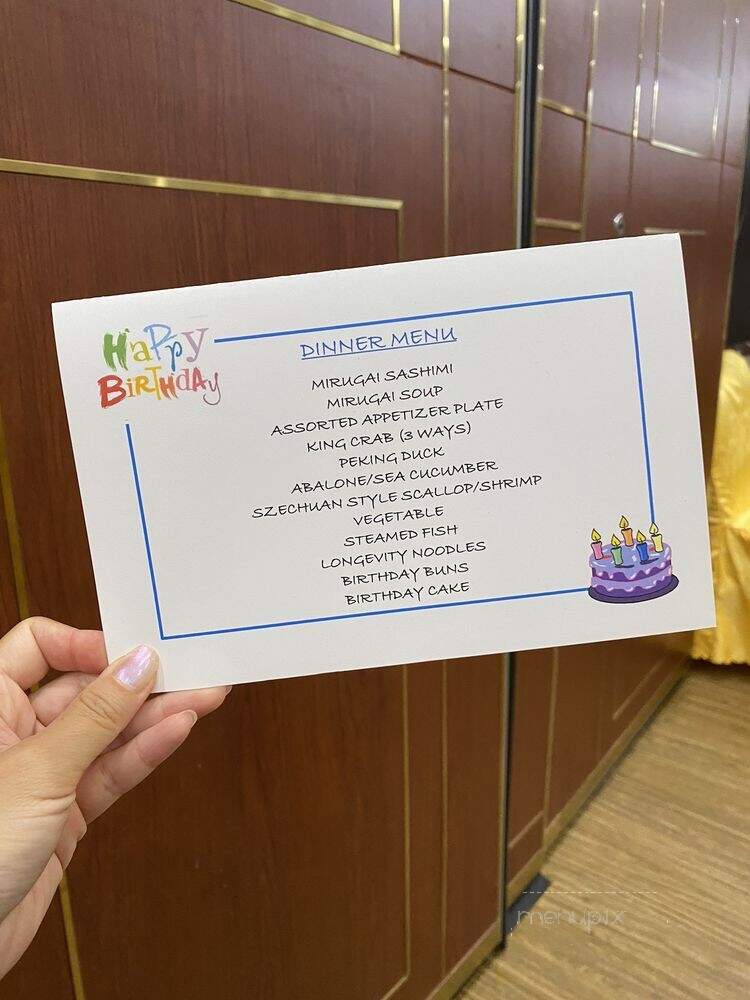 Happy
Birthday
DINNER MENU
MIRUGAI SASHIMI
MIRUGAI SOUP
ASSORTED APPETIZER PLATE
KING CRAB (3 WAYS)
PEKING DUCK
ABALONE/SEA CUCUMBER
SZECHUAN STYLE SCALLOP/SHRIMP
VEGETABLE
STEAMED FISH
LONGEVITY NOODLES
BIRTHDAY BUNS
BIRTHDAY CAKE
menupix